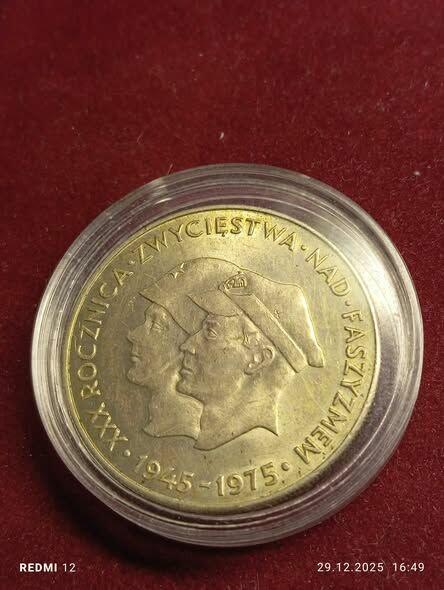 XXX·ROCZNICA·ZWYCIĘSTWA·NAD·FASZYZMEM
·1945-1975·
REDMI 12
29.12.2025 16:49